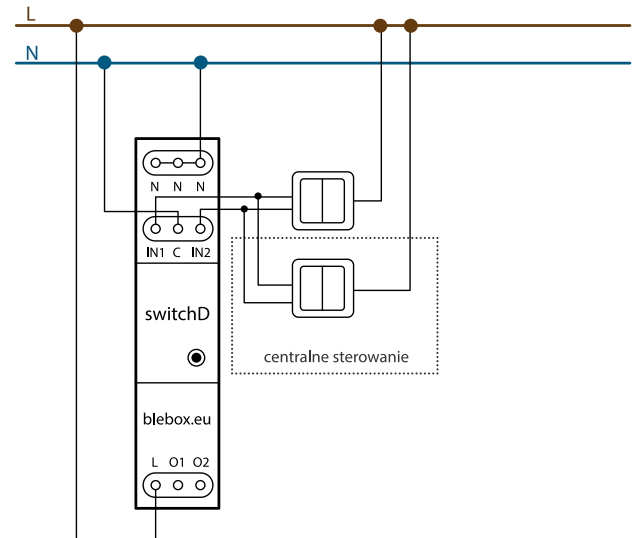 L
N
N N N
IN1 C IN2
switchD
centralne sterowanie
blebox.eu
L O1 O2